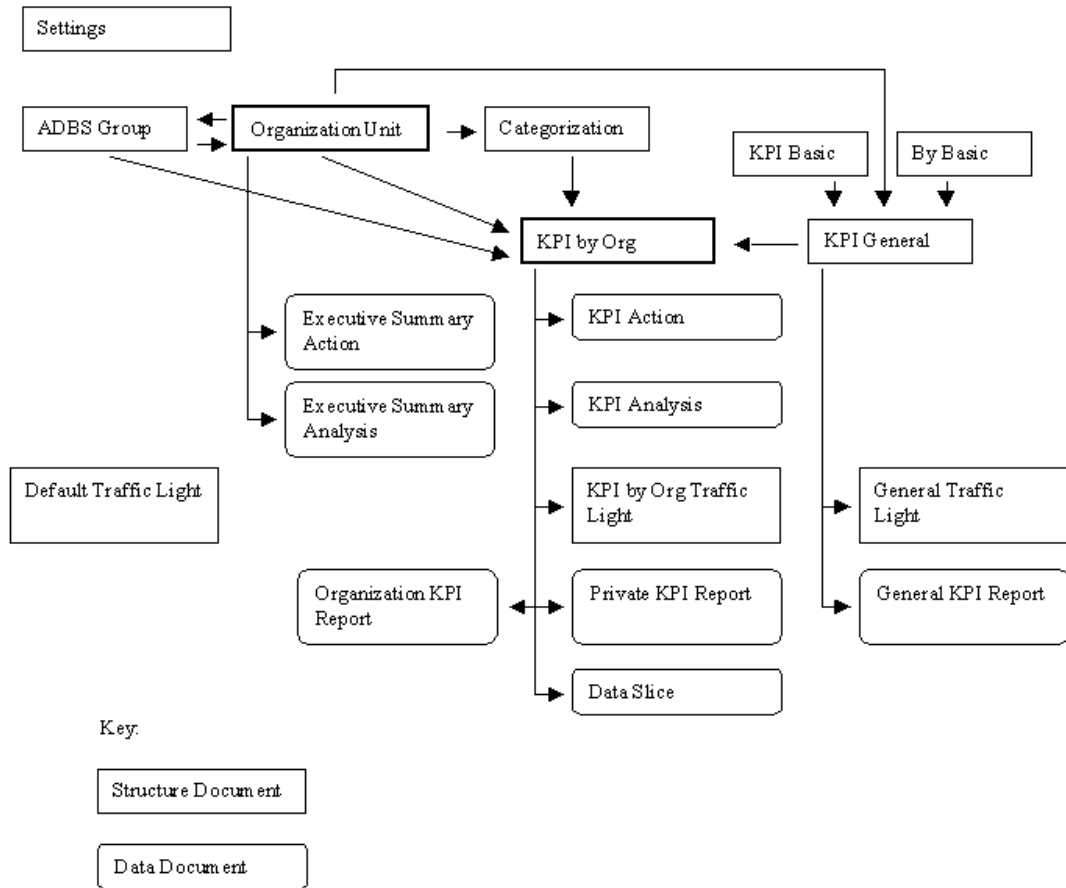 Settings
ADBS Group
Organization Unit
Categorization
KPI Basic
By Basic
KPI by Org
KPI General
Executive Summary
Action
KPI Action
Executive Summary
Analysis
KPI Analysis
Default Traffic Light
KPI by Org Traffic
Light
General Traffic
Light
Organization KPI
Report
Private KPI Report
General KPI Report
Data Slice
Key:
Structure Document
Data Document